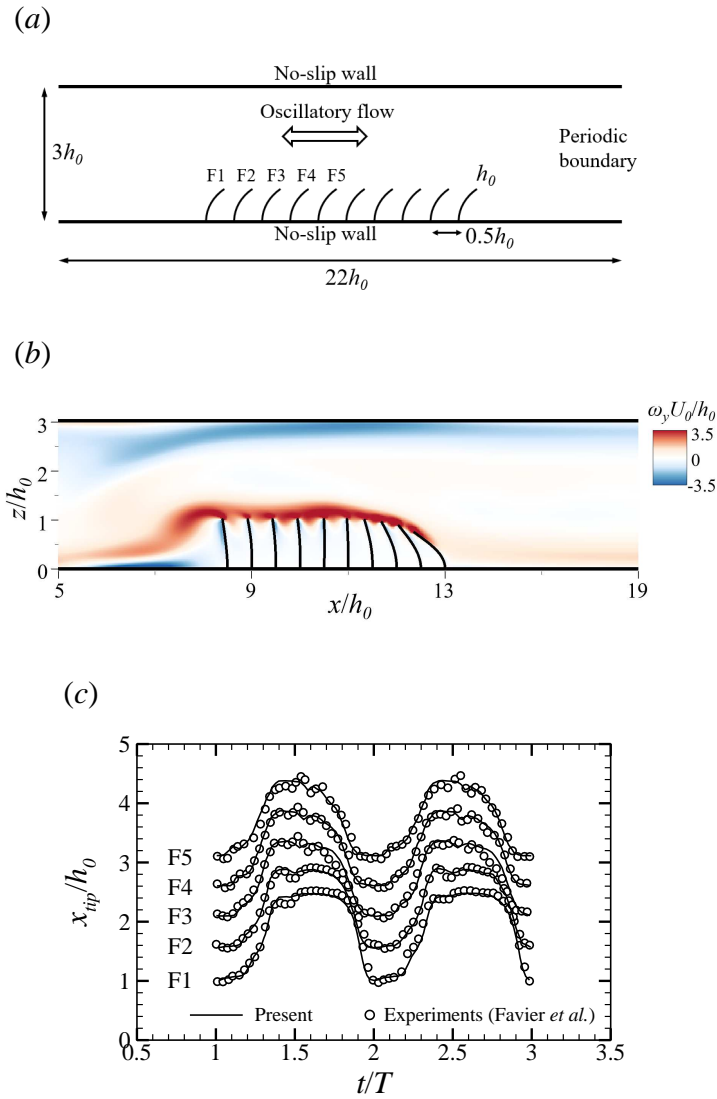 (a)
No-slip wall
Oscillatory flow
3h0
Periodic
boundary
F1 F2 F3 F4 F5
h0
No-slip wall
0.5h0
22h0
(b)
ωyU0/h0
3.5
0
-3.5
3
2
1
0
z/h0
5 9 13 19
x/h0
(c)
5
4
3
2
1
0
xtip/h0
F5
F4
F3
F2
F1
Present
Experiments (Favier et al.)
0.5 1 1.5 2 2.5 3 3.5
t/T